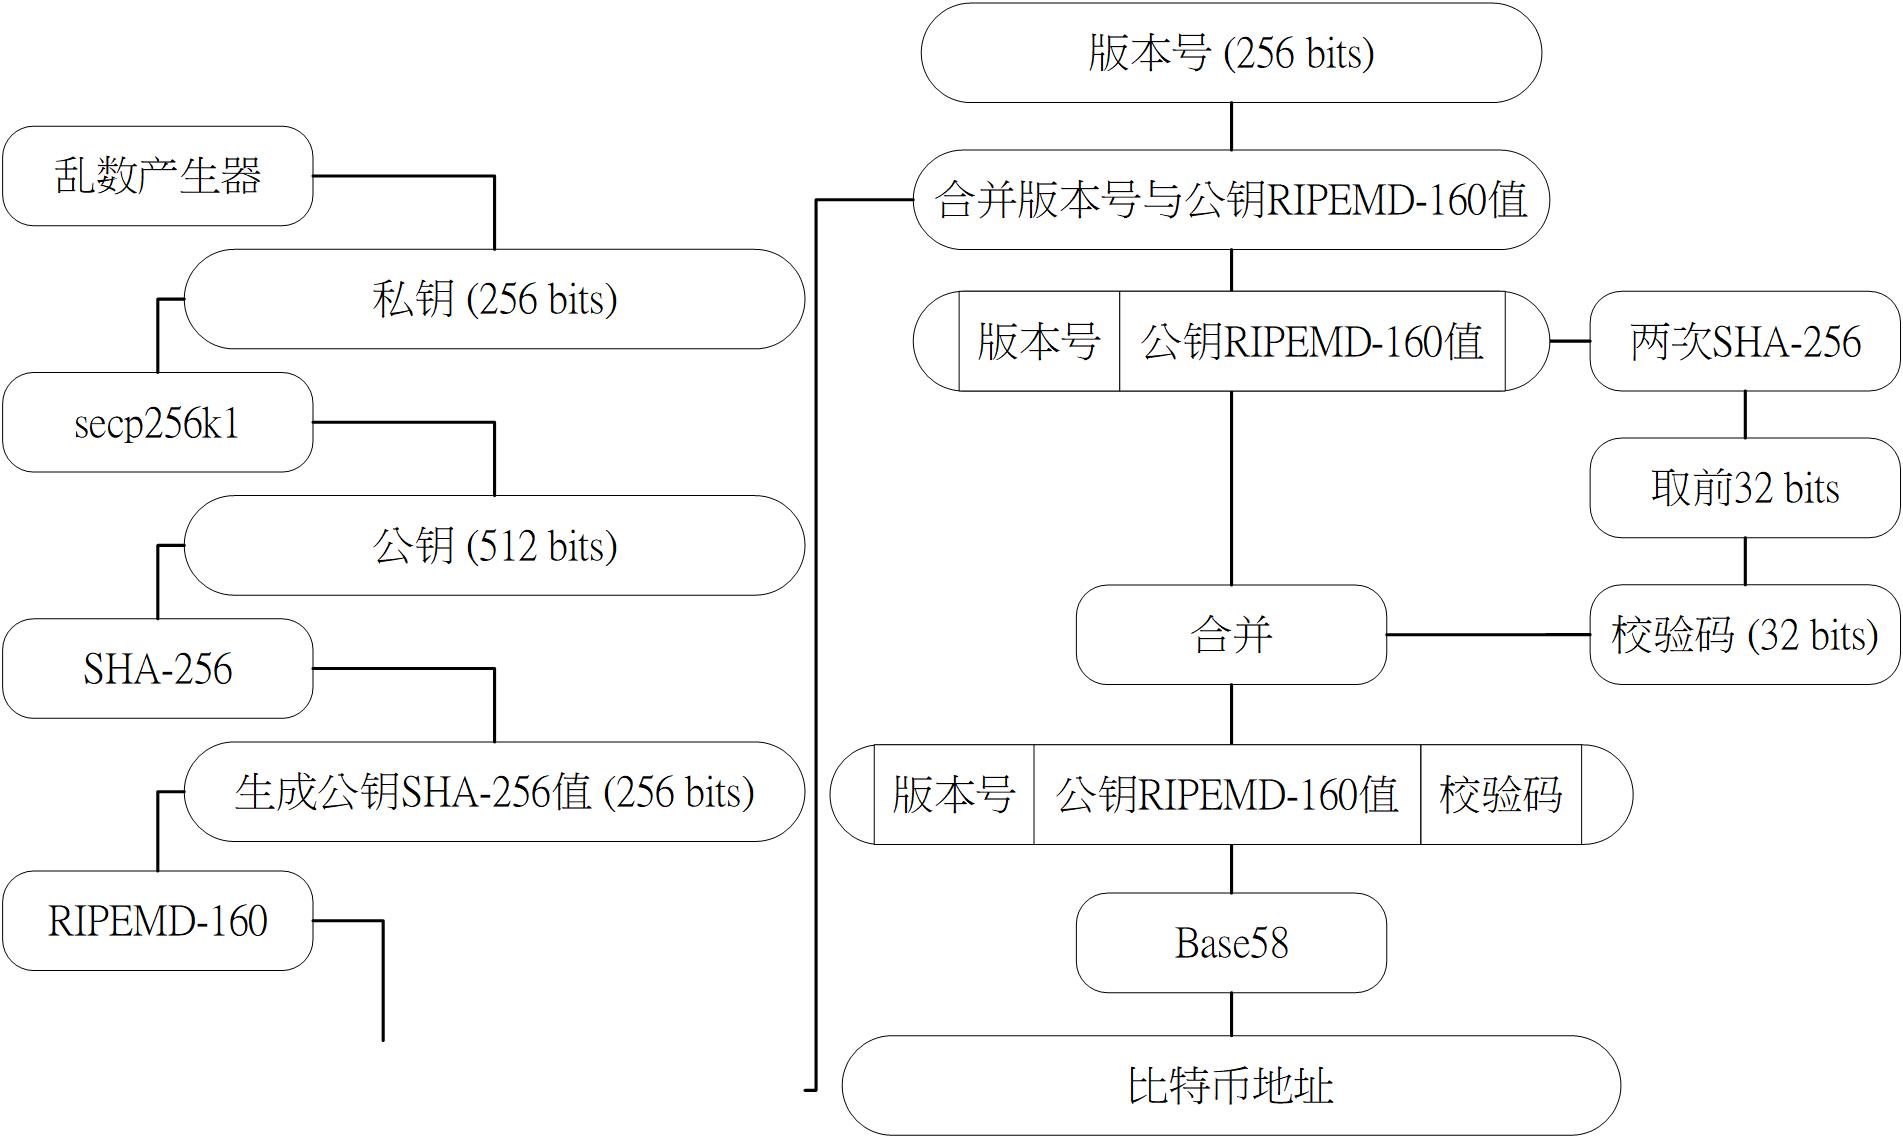 乱数产生器
私钥 (256 bits)
secp256k1
公钥 (512 bits)
SHA-256
生成公钥SHA-256值 (256 bits)
RIPEMD-160
版本号 (256 bits)
合并版本号与公钥RIPEMD-160值
版本号 公钥RIPEMD-160值
两次SHA-256
取前32 bits
合并
校验码 (32 bits)
版本号 公钥RIPEMD-160值 校验码
Base58
比特币地址